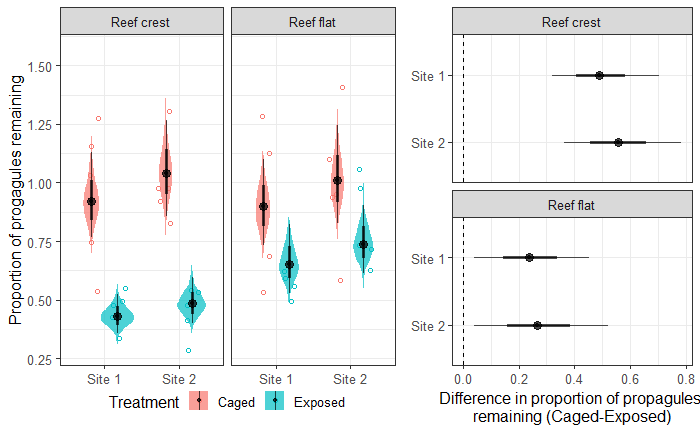 Reef crest
Reef flat
Proportion of progagules remaining
1.50
1.25
1.00
0.75
0.50
0.25
Site 1
Site 2
Site 1
Site 2
Treatment
Caged
Exposed
Reef crest
Site 1
Site 2
Reef flat
Site 1
Site 2
0.0
0.2
0.4
0.6
0.8
Difference in proportion of propagules
remaining (Caged-Exposed)